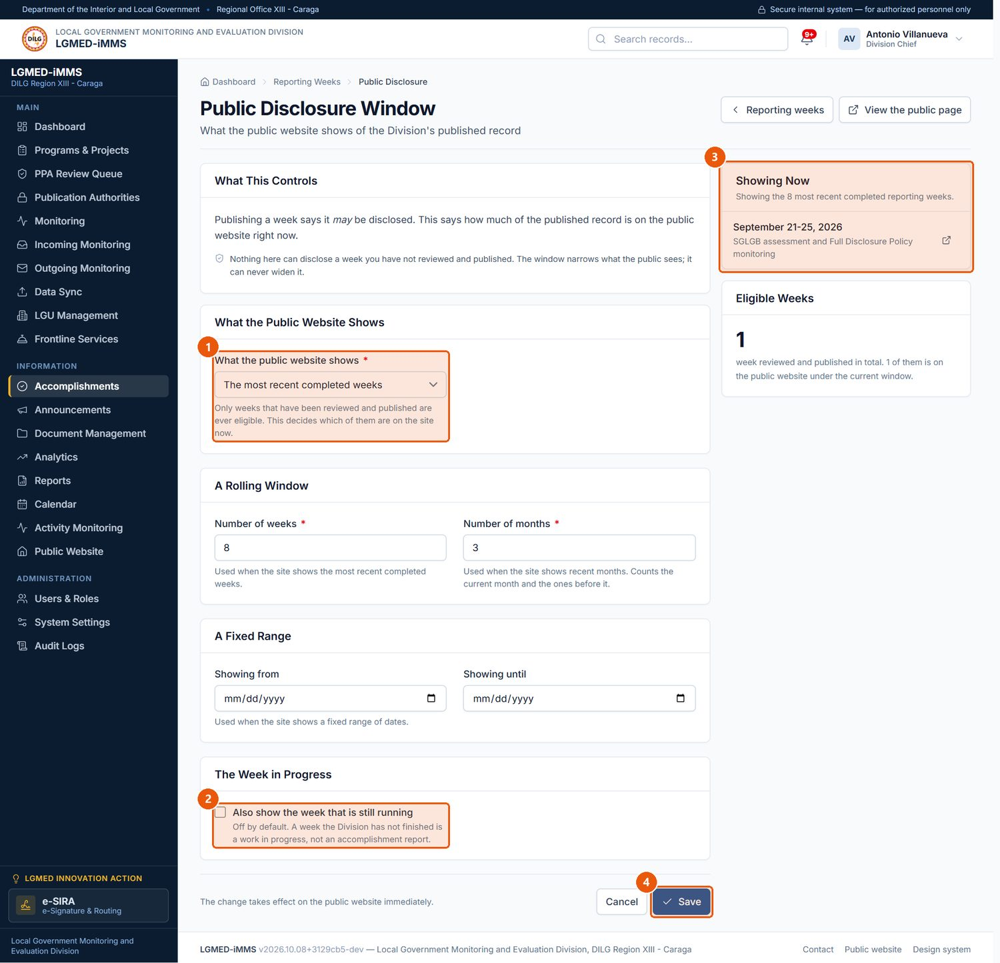 Department of the Interior and Local Government • Regional Office XIII - Caraga
Secure internal system — for authorized personnel only
DILG
LOCAL GOVERNMENT MONITORING AND EVALUATION DIVISION
LGMED-iMMS
Search records...
9+
AV
Antonio Villanueva
Division Chief
LGMED-iMMS
DILG Region XIII - Caraga
MAIN
Dashboard
Programs & Projects
PPA Review Queue
Publication Authorities
Monitoring
Incoming Monitoring
Outgoing Monitoring
Data Sync
LGU Management
Frontline Services
INFORMATION
Accomplishments
Announcements
Document Management
Analytics
Reports
Calendar
Activity Monitoring
Public Website
ADMINISTRATION
Users & Roles
System Settings
Audit Logs
LGMED INNOVATION ACTION
e-SIRA
e-Signature & Routing
Local Government Monitoring and
Evaluation Division
Dashboard > Reporting Weeks > Public Disclosure
Public Disclosure Window
What the public website shows of the Division's published record
Reporting weeks
View the public page
What This Controls
Publishing a week says it may be disclosed. This says how much of the published record is on the public
website right now.
Nothing here can disclose a week you have not reviewed and published. The window narrows what the public sees; it
can never widen it.
What the Public Website Shows
1
What the public website shows *
The most recent completed weeks
Only weeks that have been reviewed and published are
ever eligible. This decides which of them are on the site
now.
A Rolling Window
Number of weeks *
8
Used when the site shows the most recent completed
weeks.
Number of months *
3
Used when the site shows recent months. Counts the
current month and the ones before it.
A Fixed Range
Showing from
mm/dd/yyyy
Used when the site shows a fixed range of dates.
Showing until
mm/dd/yyyy
The Week in Progress
2
Also show the week that is still running
Off by default. A week the Division has not finished is
a work in progress, not an accomplishment report.
The change takes effect on the public website immediately.
Cancel
4
Save
3
Showing Now
Showing the 8 most recent completed reporting weeks.
September 21-25, 2026
SGLGB assessment and Full Disclosure Policy
monitoring
Eligible Weeks
1
week reviewed and published in total. 1 of them is on
the public website under the current window.
LGMED-iMMS v2026.10.08+3129cb5-dev — Local Government Monitoring and Evaluation Division, DILG Region XIII - Caraga
Contact
Public website
Design system